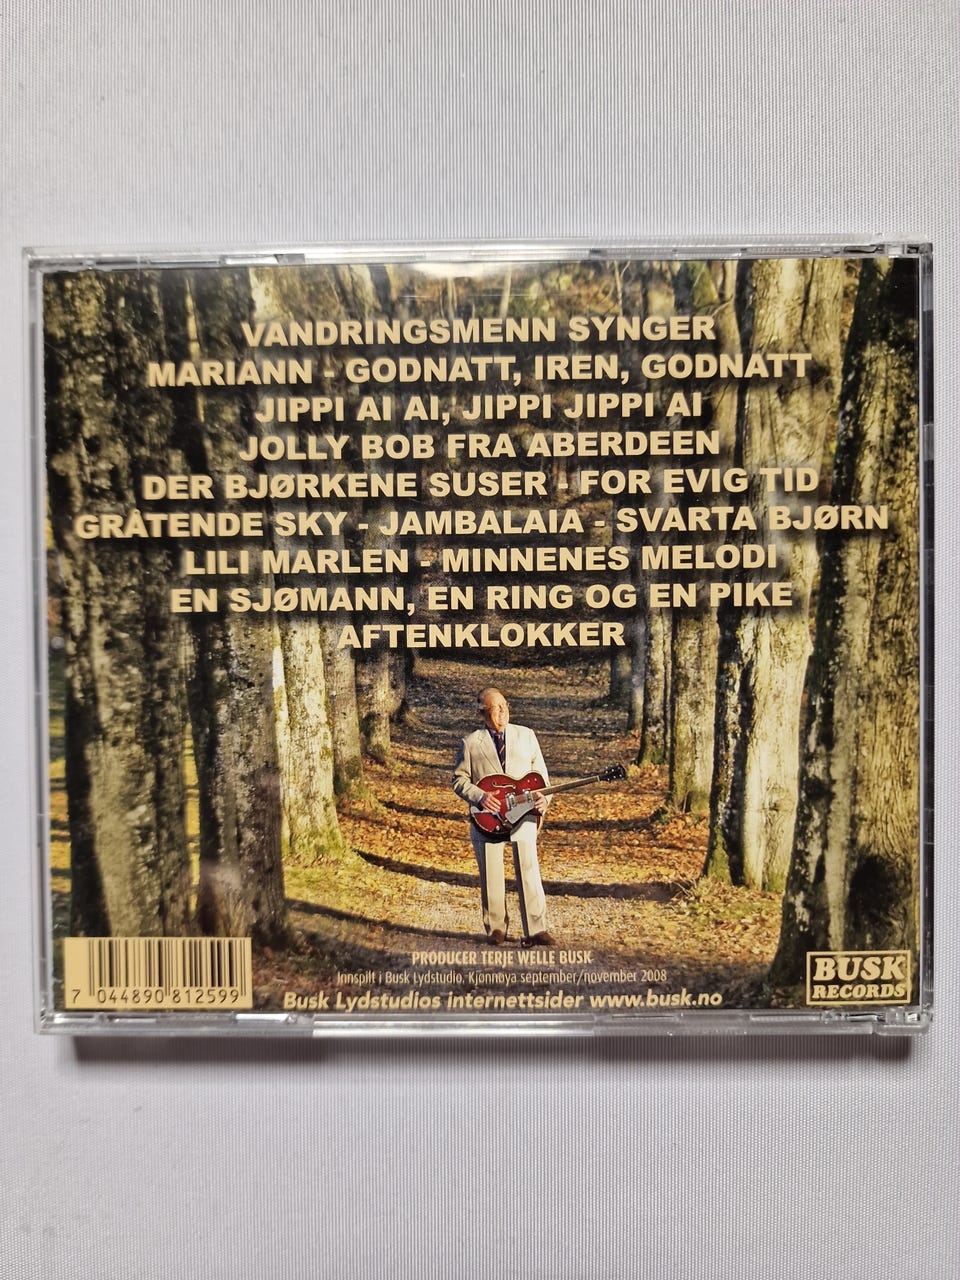 VANDRINGSMENN SYNGER
MARIANN - GODNATT, IREN, GODNATT
JIPPI AI AI, JIPPI JIPPI AI
JOLLY BOB FRA ABERDEEN
DER BJØRKENE SUSER - FOR EVIG TID
GRÅTENDE SKY - JAMBALAIA - SVARTA BJØRN
LILI MARLEN - MINNENES MELODI
EN SJØMANN, EN RING OG EN PIKE
AFTENKLOKKER
PRODUCER TERJE WELLE BUSK
Innspilt i Busk Lydstudio, Kjønnøya september/november 2008
Busk Lydstudios internettsider www.busk.no
7 044890 812599
BUSK
RECORDS